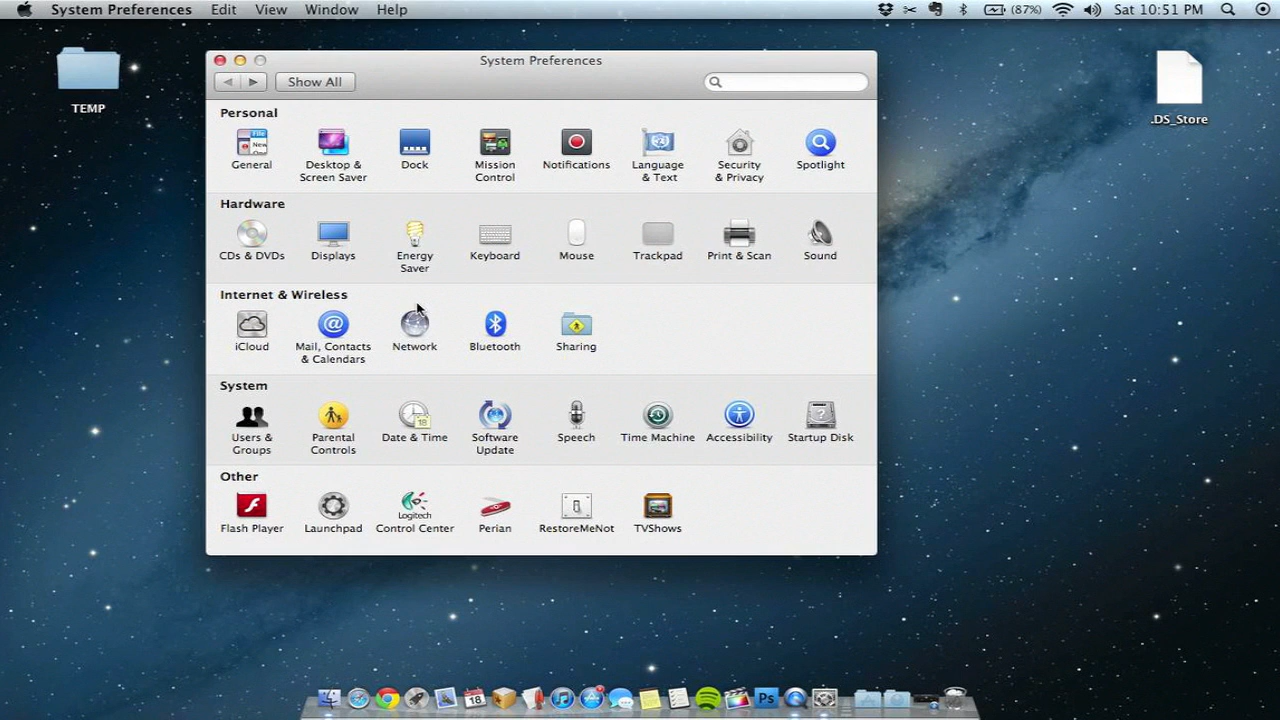 System Preferences Edit View Window Help (87%) Sat 10:51 PM
System Preferences
Show All
Personal
General
Desktop & Screen Saver
Dock
Mission Control
Notifications
Language & Text
Security & Privacy
Spotlight
Hardware
CDs & DVDs
Displays
Energy Saver
Keyboard
Mouse
Trackpad
Print & Scan
Sound
Internet & Wireless
iCloud
Mail, Contacts & Calendars
Network
Bluetooth
Sharing
System
Users & Groups
Parental Controls
Date & Time
18
Software Update
Speech
Time Machine
Accessibility
Startup Disk
Other
Flash Player
Launchpad
Logitech
Control Center
Perian
RestoreMeNot
TVShows
TEMP
.DS_Store
18
Ps